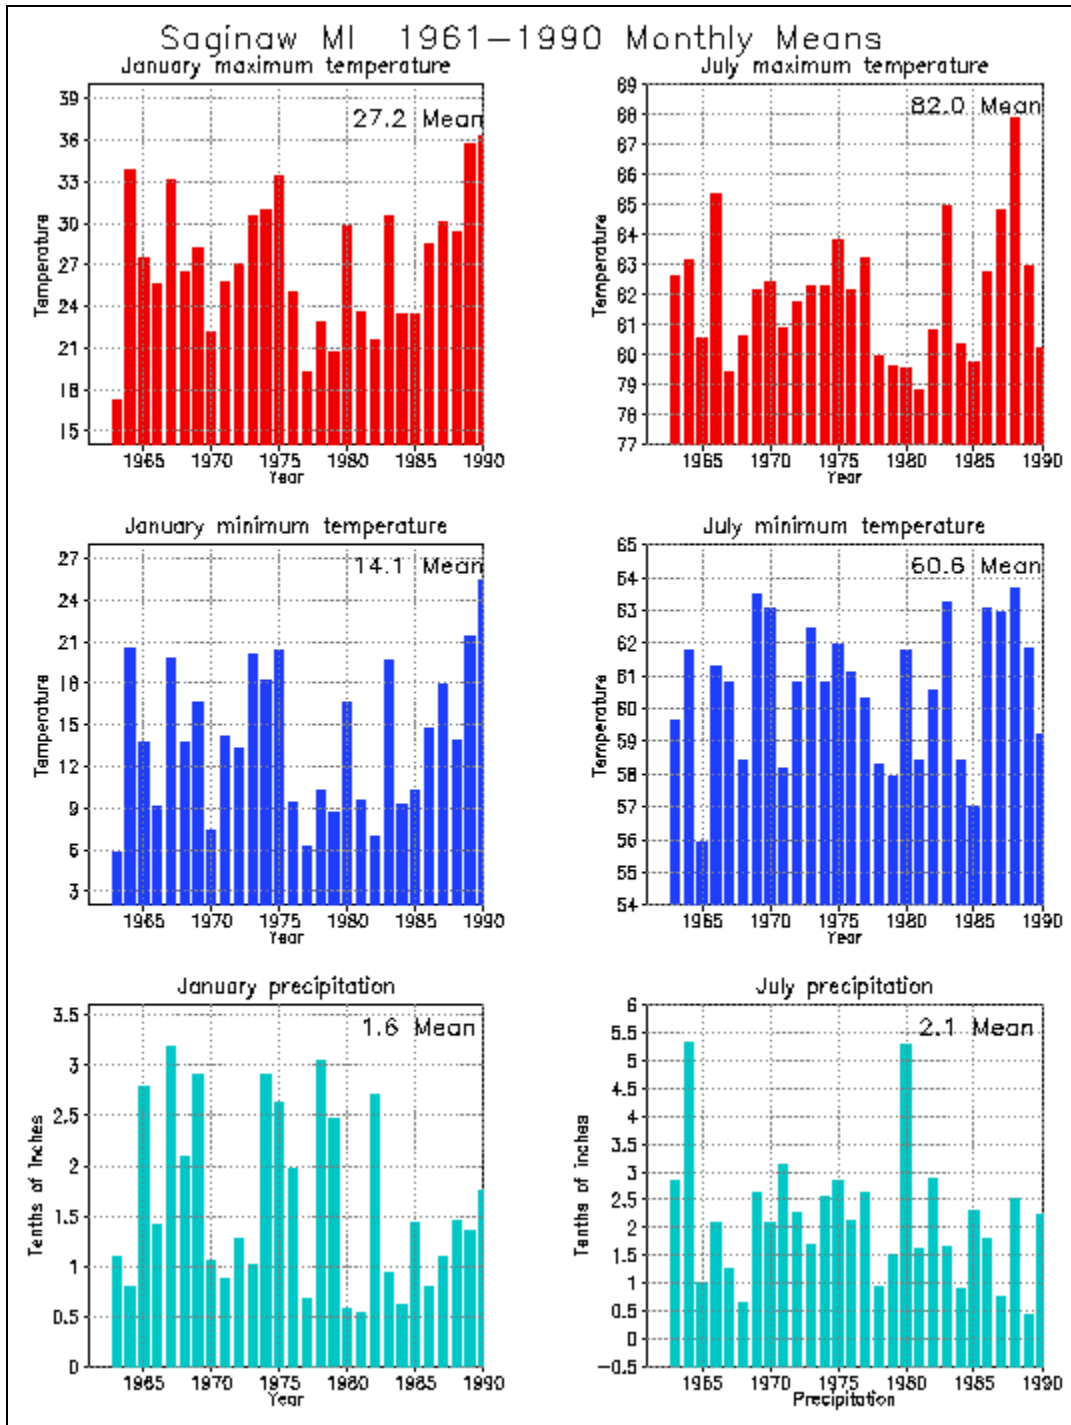 Saginaw MI 1961-1990 Monthly Means
January maximum temperature
27.2 Mean
39
36
33
30
27
24
21
18
15
Temperature
1965 1970 1975 1980 1985 1990
Year
July maximum temperature
82.0 Mean
89
88
87
86
85
84
83
82
81
80
79
78
77
Temperature
1965 1970 1975 1980 1985 1990
Year
January minimum temperature
14.1 Mean
27
24
21
18
15
12
9
6
3
Temperature
1965 1970 1975 1980 1985 1990
Year
July minimum temperature
60.6 Mean
65
64
63
62
61
60
59
58
57
56
55
54
Temperature
1965 1970 1975 1980 1985 1990
Year
January precipitation
1.6 Mean
3.5
3
2.5
2
1.5
1
0.5
0
Tenths of inches
1965 1970 1975 1980 1985 1990
Year
July precipitation
2.1 Mean
6
5.5
5
4.5
4
3.5
3
2.5
2
1.5
1
0.5
0
-0.5
Tenths of inches
1965 1970 1975 1980 1985 1990
Precipitation